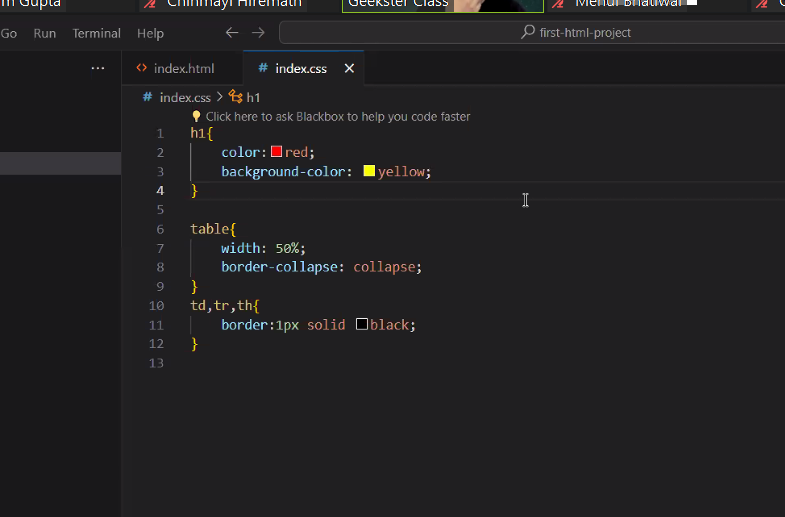 m Gupta Chinmayi Hiremath Geekster Class
Go Run Terminal Help first-html-project
index.html # index.css
# index.css > h1
Click here to ask Blackbox to help you code faster
1 h1{
2 color: red;
3 background-color: yellow;
4 }
5
6 table{
7 width: 50%;
8 border-collapse: collapse;
9 }
10 td,tr,th{
11 border:1px solid black;
12 }
13